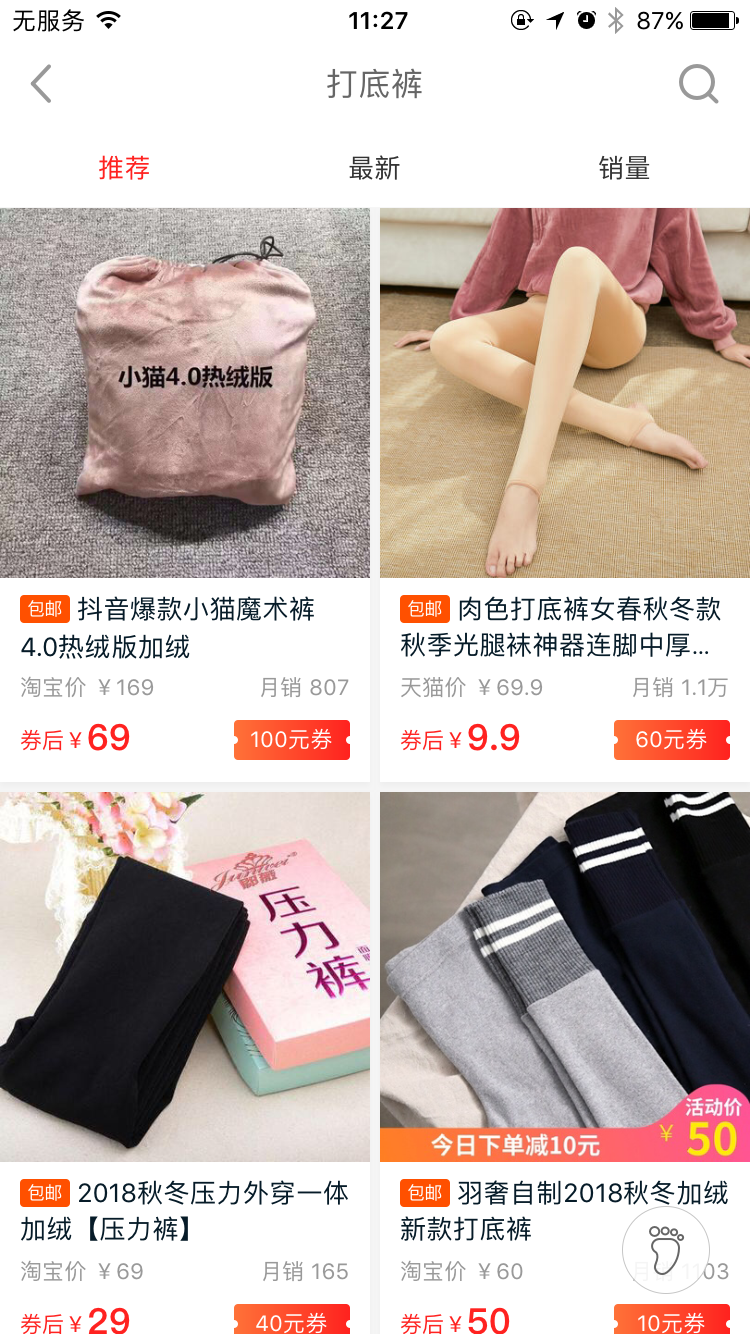 无服务
11:27
87%
打底裤
推荐
最新
销量
小猫4.0热绒版
包邮 抖音爆款小猫魔术裤
4.0热绒版加绒
淘宝价 ￥169
月销 807
券后￥69
100元券
包邮 肉色打底裤女春秋冬款
秋季光腿袜神器连脚中厚...
天猫价 ￥69.9
月销 1.1万
券后￥9.9
60元券
压力裤
包邮 2018秋冬压力外穿一体
加绒【压力裤】
淘宝价 ￥69
月销 165
券后￥29
40元券
今日下单减10元
活动价
￥50
包邮 羽奢自制2018秋冬加绒
新款打底裤
淘宝价 ￥60
券后￥50
10元券